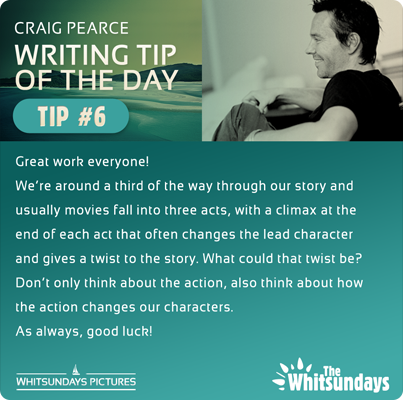 CRAIG PEARCE
WRITING TIP
OF THE DAY
TIP #6
Great work everyone!
We're around a third of the way through our story and
usually movies fall into three acts, with a climax at the
end of each act that often changes the lead character
and gives a twist to the story. What could that twist be?
Don't only think about the action, also think about how
the action changes our characters.
As always, good luck!
WHITSUNDAYS PICTURES
The
Whitsundays